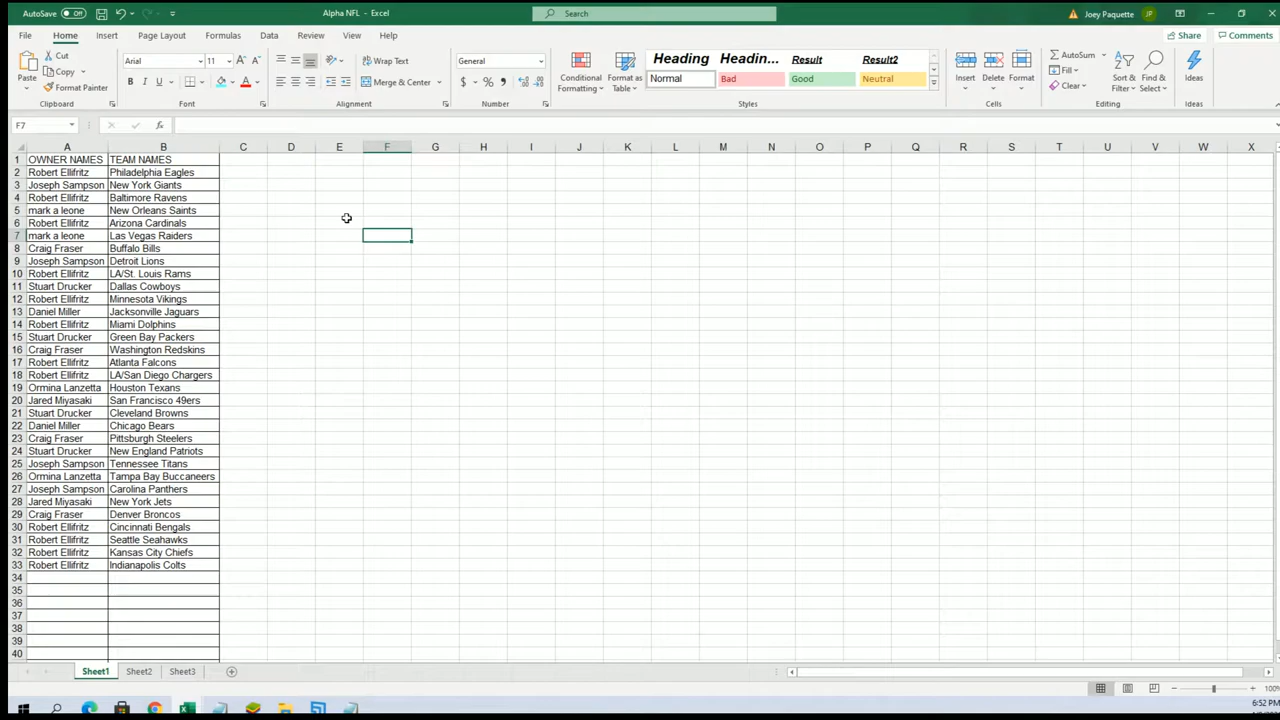 AutoSave Off Alpha NFL - Excel Search Joey Paquette JP
File Home Insert Page Layout Formulas Data Review View Help Share Comments
Paste Cut Copy Format Painter Clipboard
Arial 11 B I U Font
Wrap Text Merge & Center Alignment
General $ % Number
Conditional Formatting Format as Table
Heading Headin... Result Result2
Normal Bad Good Neutral
Styles
Insert Delete Format Cells
AutoSum Fill Clear Sort & Filter Find & Select Editing
Ideas Ideas
F7 fx
A B C D E F G H I J K L M N O P Q R S T U V W X
1 OWNER NAMES TEAM NAMES
2 Robert Ellifritz Philadelphia Eagles
3 Joseph Sampson New York Giants
4 Robert Ellifritz Baltimore Ravens
5 mark a leone New Orleans Saints
6 Robert Ellifritz Arizona Cardinals
7 mark a leone Las Vegas Raiders
8 Craig Fraser Buffalo Bills
9 Joseph Sampson Detroit Lions
10 Robert Ellifritz LA/St. Louis Rams
11 Stuart Drucker Dallas Cowboys
12 Robert Ellifritz Minnesota Vikings
13 Daniel Miller Jacksonville Jaguars
14 Robert Ellifritz Miami Dolphins
15 Stuart Drucker Green Bay Packers
16 Craig Fraser Washington Redskins
17 Robert Ellifritz Atlanta Falcons
18 Robert Ellifritz LA/San Diego Chargers
19 Ormina Lanzetta Houston Texans
20 Jared Miyasaki San Francisco 49ers
21 Stuart Drucker Cleveland Browns
22 Daniel Miller Chicago Bears
23 Craig Fraser Pittsburgh Steelers
24 Stuart Drucker New England Patriots
25 Joseph Sampson Tennessee Titans
26 Ormina Lanzetta Tampa Bay Buccaneers
27 Joseph Sampson Carolina Panthers
28 Jared Miyasaki New York Jets
29 Craig Fraser Denver Broncos
30 Robert Ellifritz Cincinnati Bengals
31 Robert Ellifritz Seattle Seahawks
32 Robert Ellifritz Kansas City Chiefs
33 Robert Ellifritz Indianapolis Colts
34
35
36
37
38
39
40
Sheet1 Sheet2 Sheet3
100%
6:52 PM